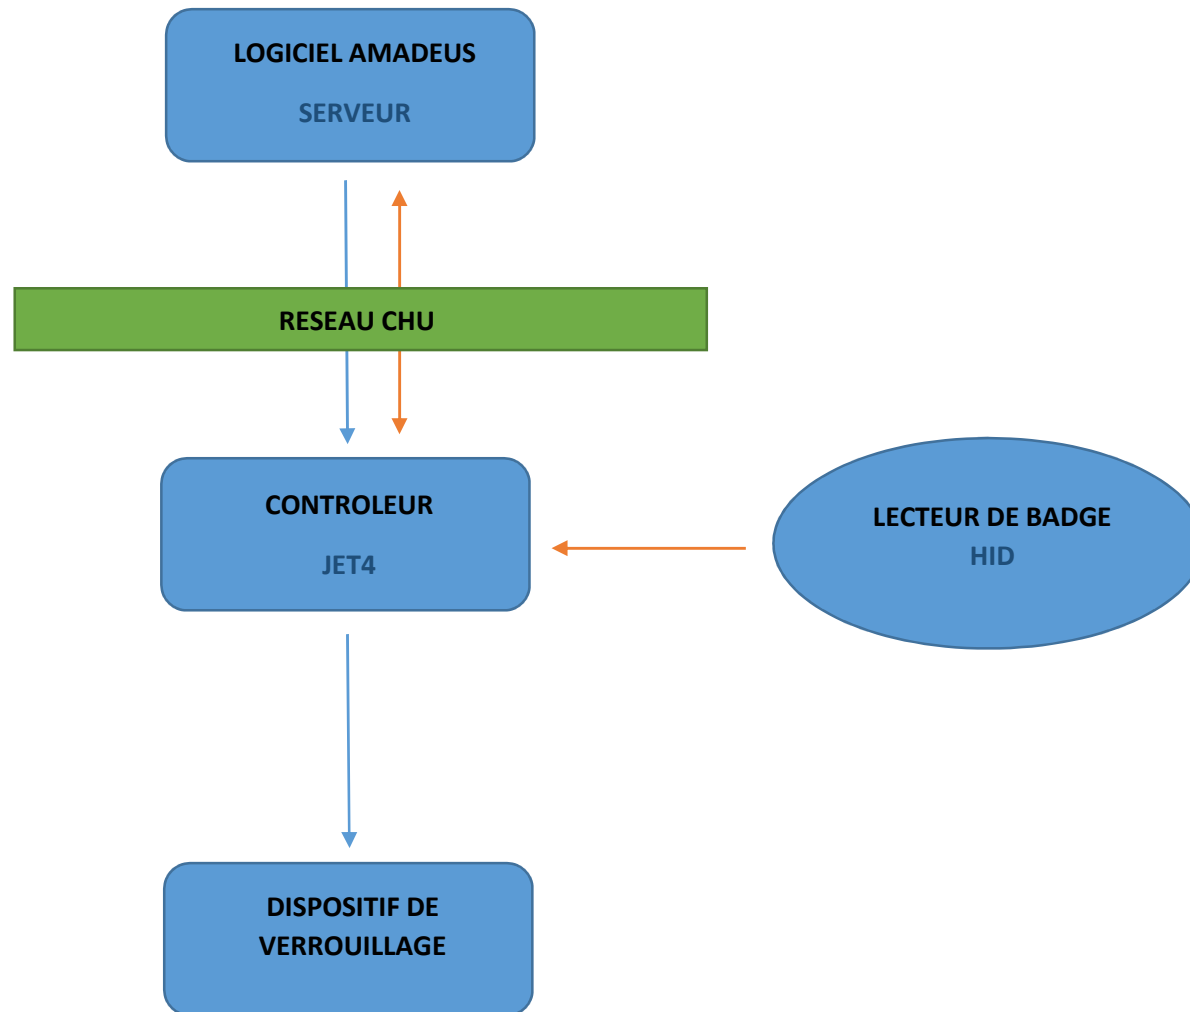 LOGICIEL AMADEUS
SERVEUR
RESEAU CHU
CONTROLEUR
JET4
LECTEUR DE BADGE
HID
DISPOSITIF DE
VERROUILLAGE